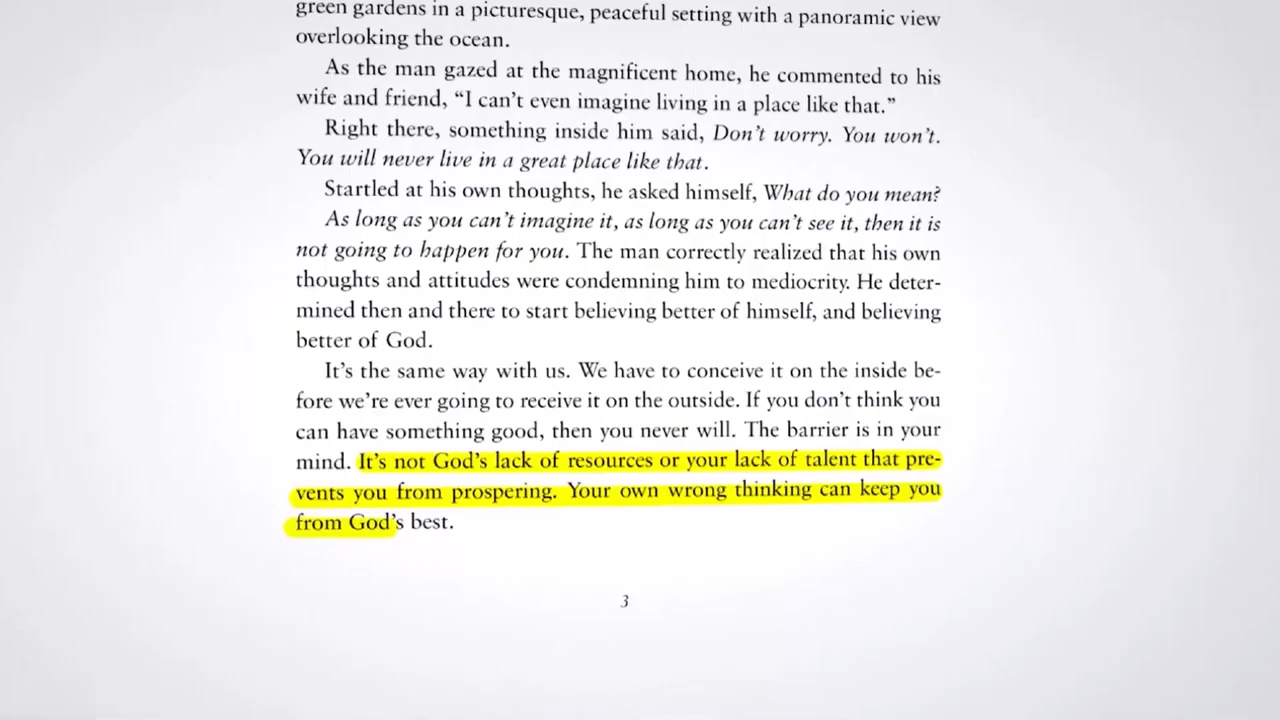 green gardens in a picturesque, peaceful setting with a panoramic view
overlooking the ocean.
As the man gazed at the magnificent home, he commented to his
wife and friend, “I can’t even imagine living in a place like that.”
Right there, something inside him said, Don’t worry. You won’t.
You will never live in a great place like that.
Startled at his own thoughts, he asked himself, What do you mean?
As long as you can’t imagine it, as long as you can’t see it, then it is
not going to happen for you. The man correctly realized that his own
thoughts and attitudes were condemning him to mediocrity. He deter-
mined then and there to start believing better of himself, and believing
better of God.
It’s the same way with us. We have to conceive it on the inside be-
fore we’re ever going to receive it on the outside. If you don’t think you
can have something good, then you never will. The barrier is in your
mind. It’s not God’s lack of resources or your lack of talent that pre-
vents you from prospering. Your own wrong thinking can keep you
from God’s best.
3